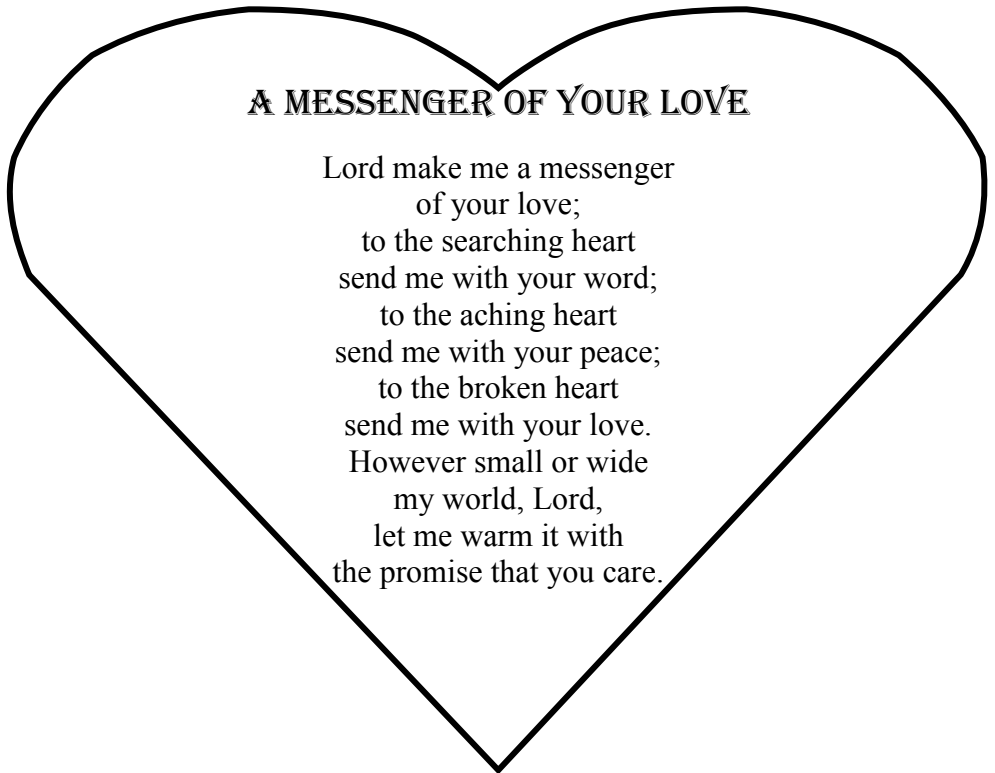 A MESSENGER OF YOUR LOVE
Lord make me a messenger
of your love;
to the searching heart
send me with your word;
to the aching heart
send me with your peace;
to the broken heart
send me with your love.
However small or wide
my world, Lord,
let me warm it with
the promise that you care.